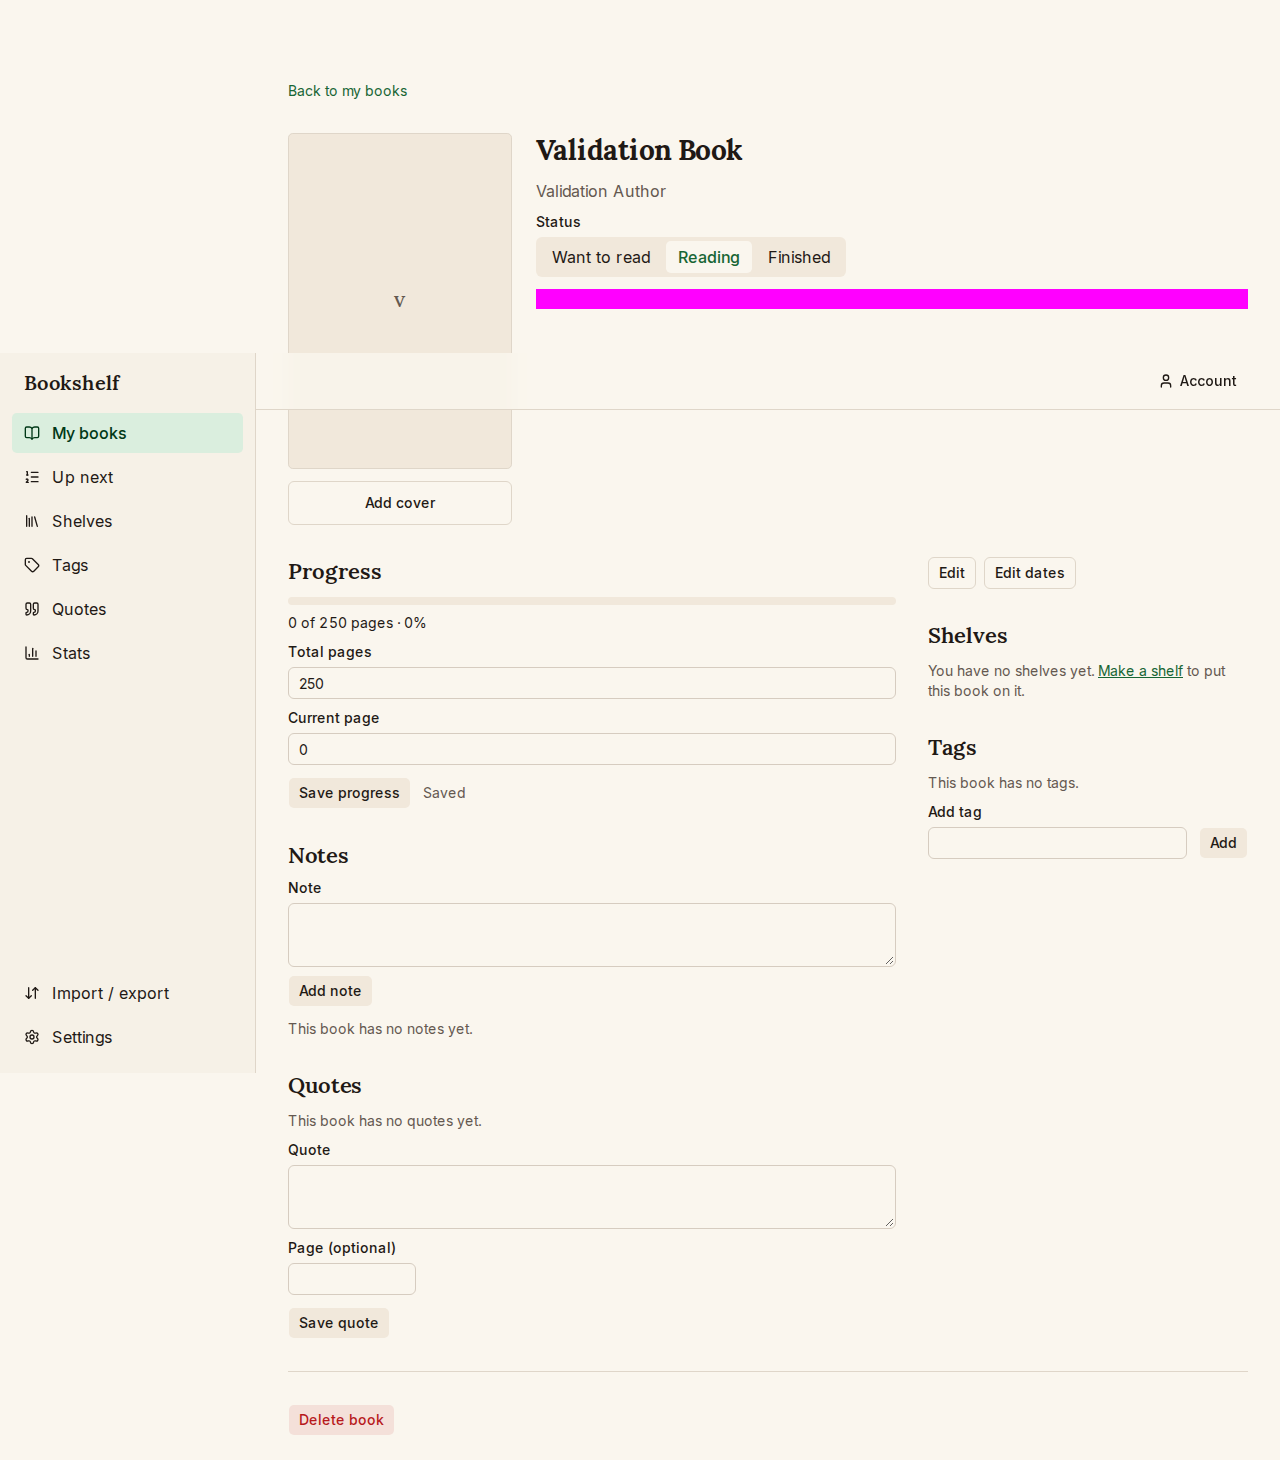 Back to my books
Validation Book
Validation Author
Status
Want to read
Reading
Finished
V
Bookshelf
Account
My books
Up next
Shelves
Tags
Quotes
Stats
Import / export
Settings
Add cover
Progress
0 of 250 pages · 0%
Total pages
250
Current page
0
Save progress
Saved
Notes
Note
Add note
This book has no notes yet.
Quotes
This book has no quotes yet.
Quote
Page (optional)
Save quote
Delete book
Edit
Edit dates
Shelves
You have no shelves yet. Make a shelf to put
this book on it.
Tags
This book has no tags.
Add tag
Add